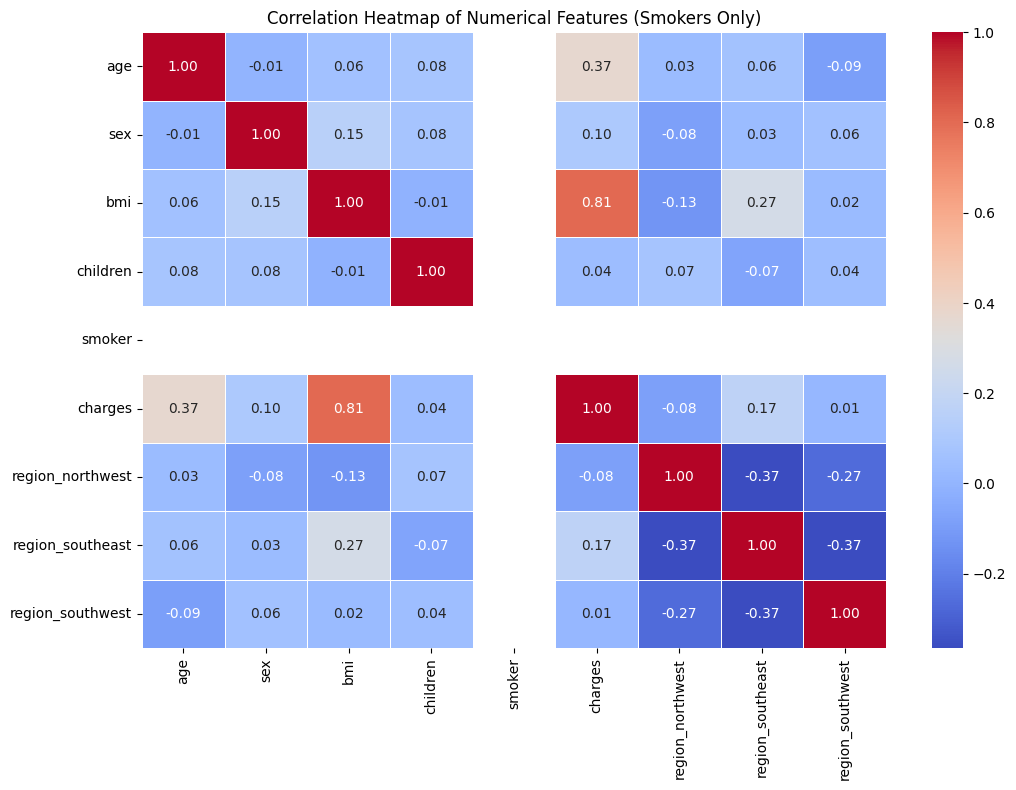 Correlation Heatmap of Numerical Features (Smokers Only)
age 1.00 -0.01 0.06 0.08 0.37 0.03 0.06 -0.09
sex -0.01 1.00 0.15 0.08 0.10 -0.08 0.03 0.06
bmi 0.06 0.15 1.00 -0.01 0.81 -0.13 0.27 0.02
children 0.08 0.08 -0.01 1.00 0.04 0.07 -0.07 0.04
smoker
charges 0.37 0.10 0.81 0.04 1.00 -0.08 0.17 0.01
region_northwest 0.03 -0.08 -0.13 0.07 -0.08 1.00 -0.37 -0.27
region_southeast 0.06 0.03 0.27 -0.07 0.17 -0.37 1.00 -0.37
region_southwest -0.09 0.06 0.02 0.04 0.01 -0.27 -0.37 1.00
age
sex
bmi
children
smoker
charges
region_northwest
region_southeast
region_southwest
1.0
0.8
0.6
0.4
0.2
0.0
−0.2